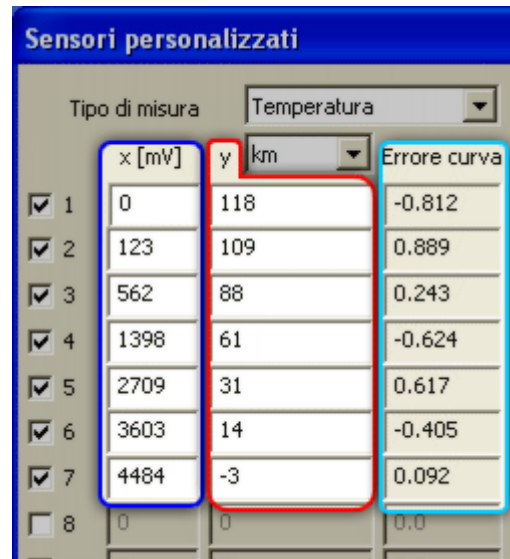 Sensori personalizzati
Tipo di misura Temperatura
x [mV] y km Errore curva
1 0 118 -0.812
2 123 109 0.889
3 562 88 0.243
4 1398 61 -0.624
5 2709 31 0.617
6 3603 14 -0.405
7 4484 -3 0.092
8 0 0 0.0